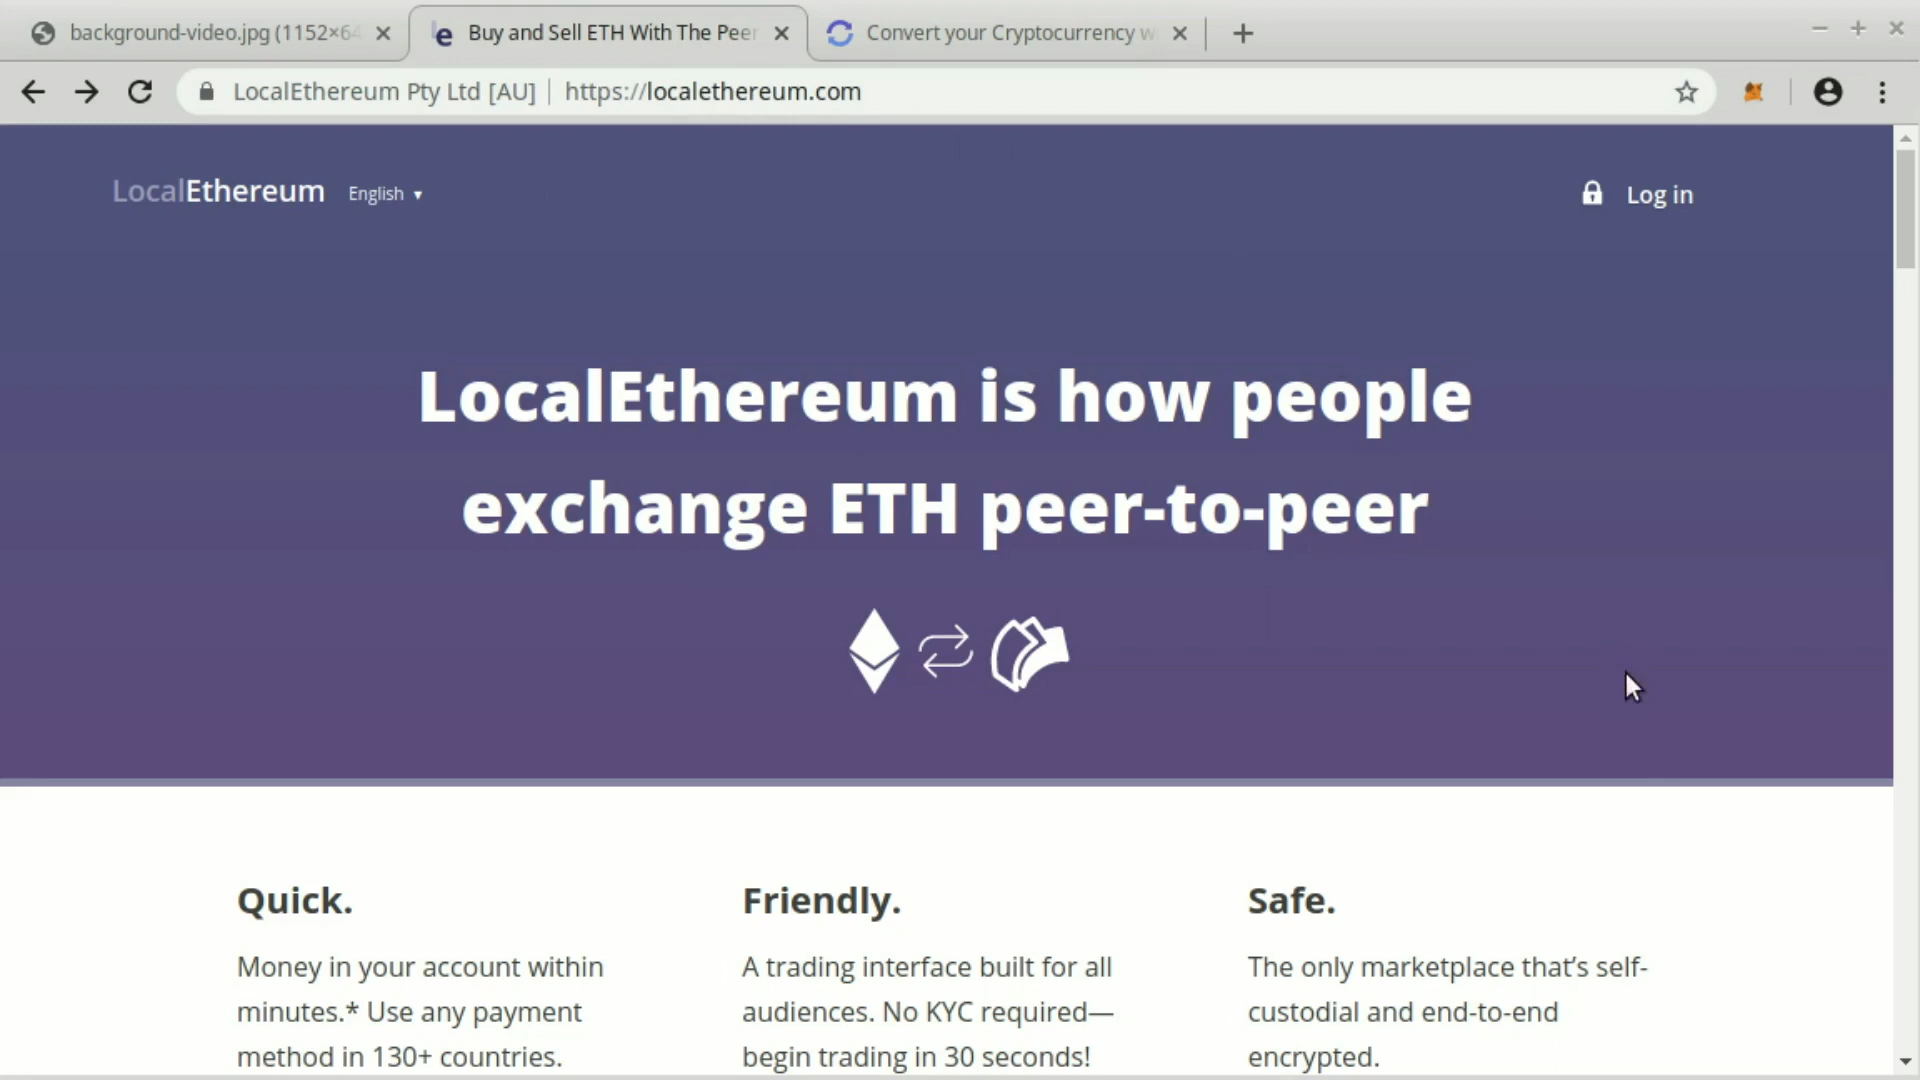 background-video.jpg (1152×64
Buy and Sell ETH With The Peer
Convert your Cryptocurrency w
LocalEthereum Pty Ltd [AU] | https://localethereum.com
LocalEthereum English ▾
Log in
LocalEthereum is how people
exchange ETH peer-to-peer
Quick.
Money in your account within
minutes.* Use any payment
method in 130+ countries.
Friendly.
A trading interface built for all
audiences. No KYC required—
begin trading in 30 seconds!
Safe.
The only marketplace that’s self-
custodial and end-to-end
encrypted.